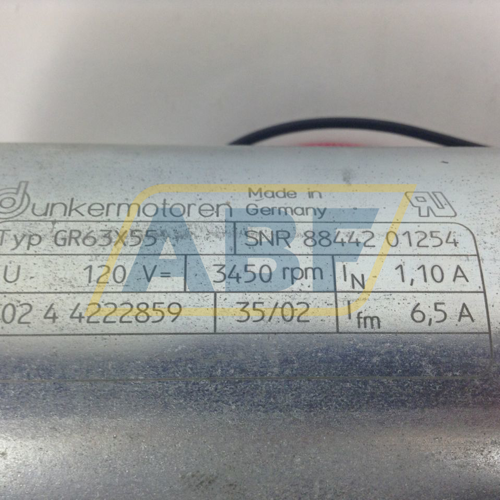 Dunkermotoren Made in Germany
Typ GR63X55 SNR 88442 01254
U 120 V= 3450 rpm IN 1,10 A
02 4 4222859 35/02 Ifm 6,5 A
ABF